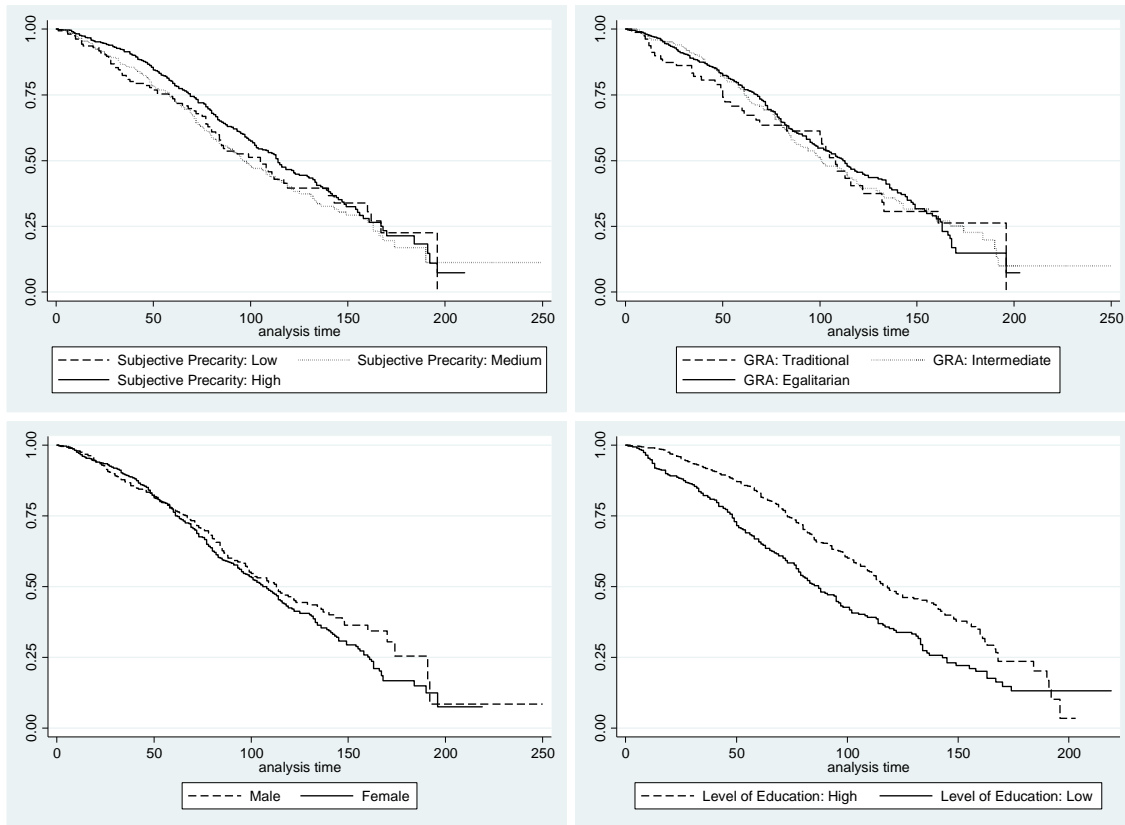 1.00
0.75
0.50
0.25
0.00
0 50 100 150 200 250
analysis time
Subjective Precarity: Low Subjective Precarity: Medium
Subjective Precarity: High
1.00
0.75
0.50
0.25
0.00
0 50 100 150 200 250
analysis time
GRA: Traditional GRA: Intermediate
GRA: Egalitarian
1.00
0.75
0.50
0.25
0.00
0 50 100 150 200 250
analysis time
Male Female
1.00
0.75
0.50
0.25
0.00
0 50 100 150 200
analysis time
Level of Education: High Level of Education: Low